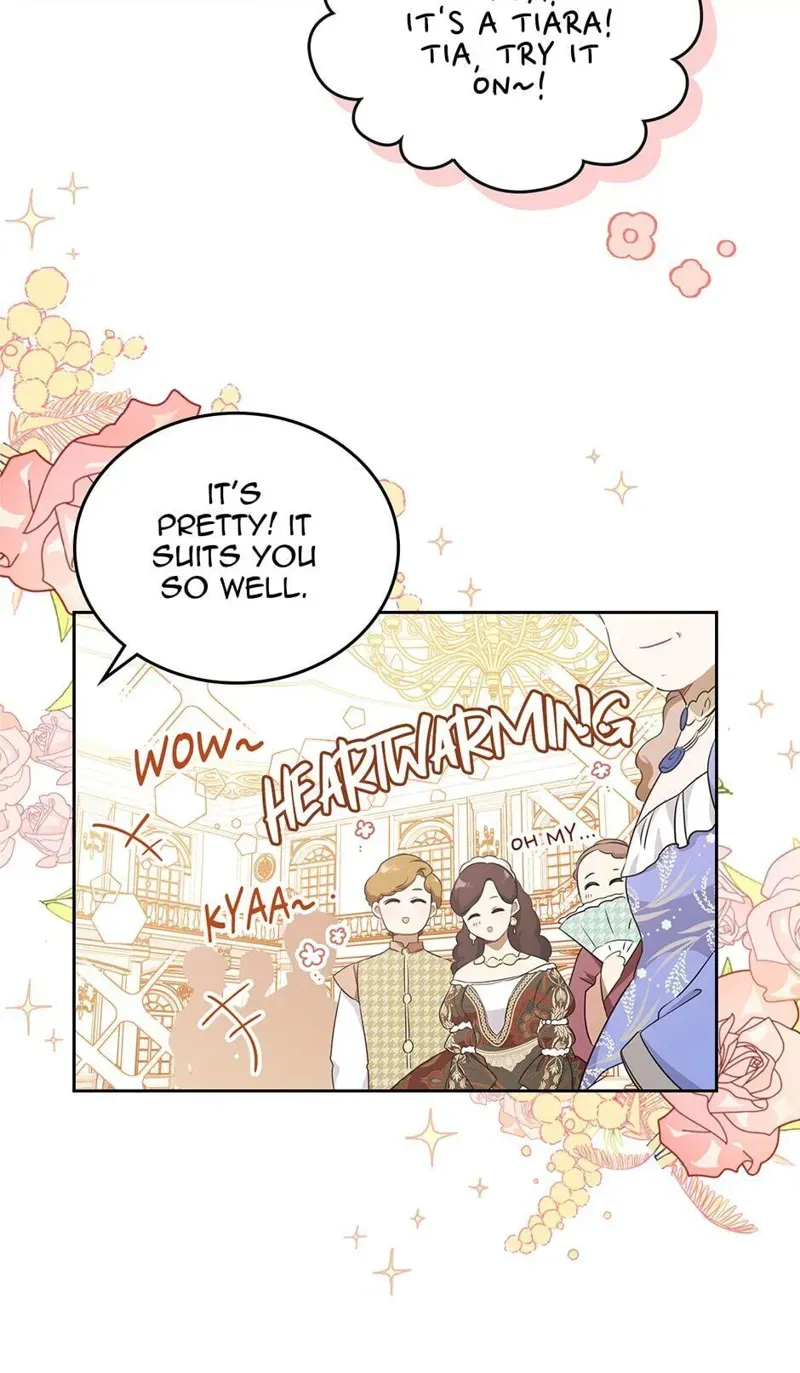 IT'S A TIARA!
TIA, TRY IT
ON~!
IT'S
PRETTY! IT
SUITS YOU
SO WELL.
WOW~
HEARTWARMING
OH MY...
KYAA~